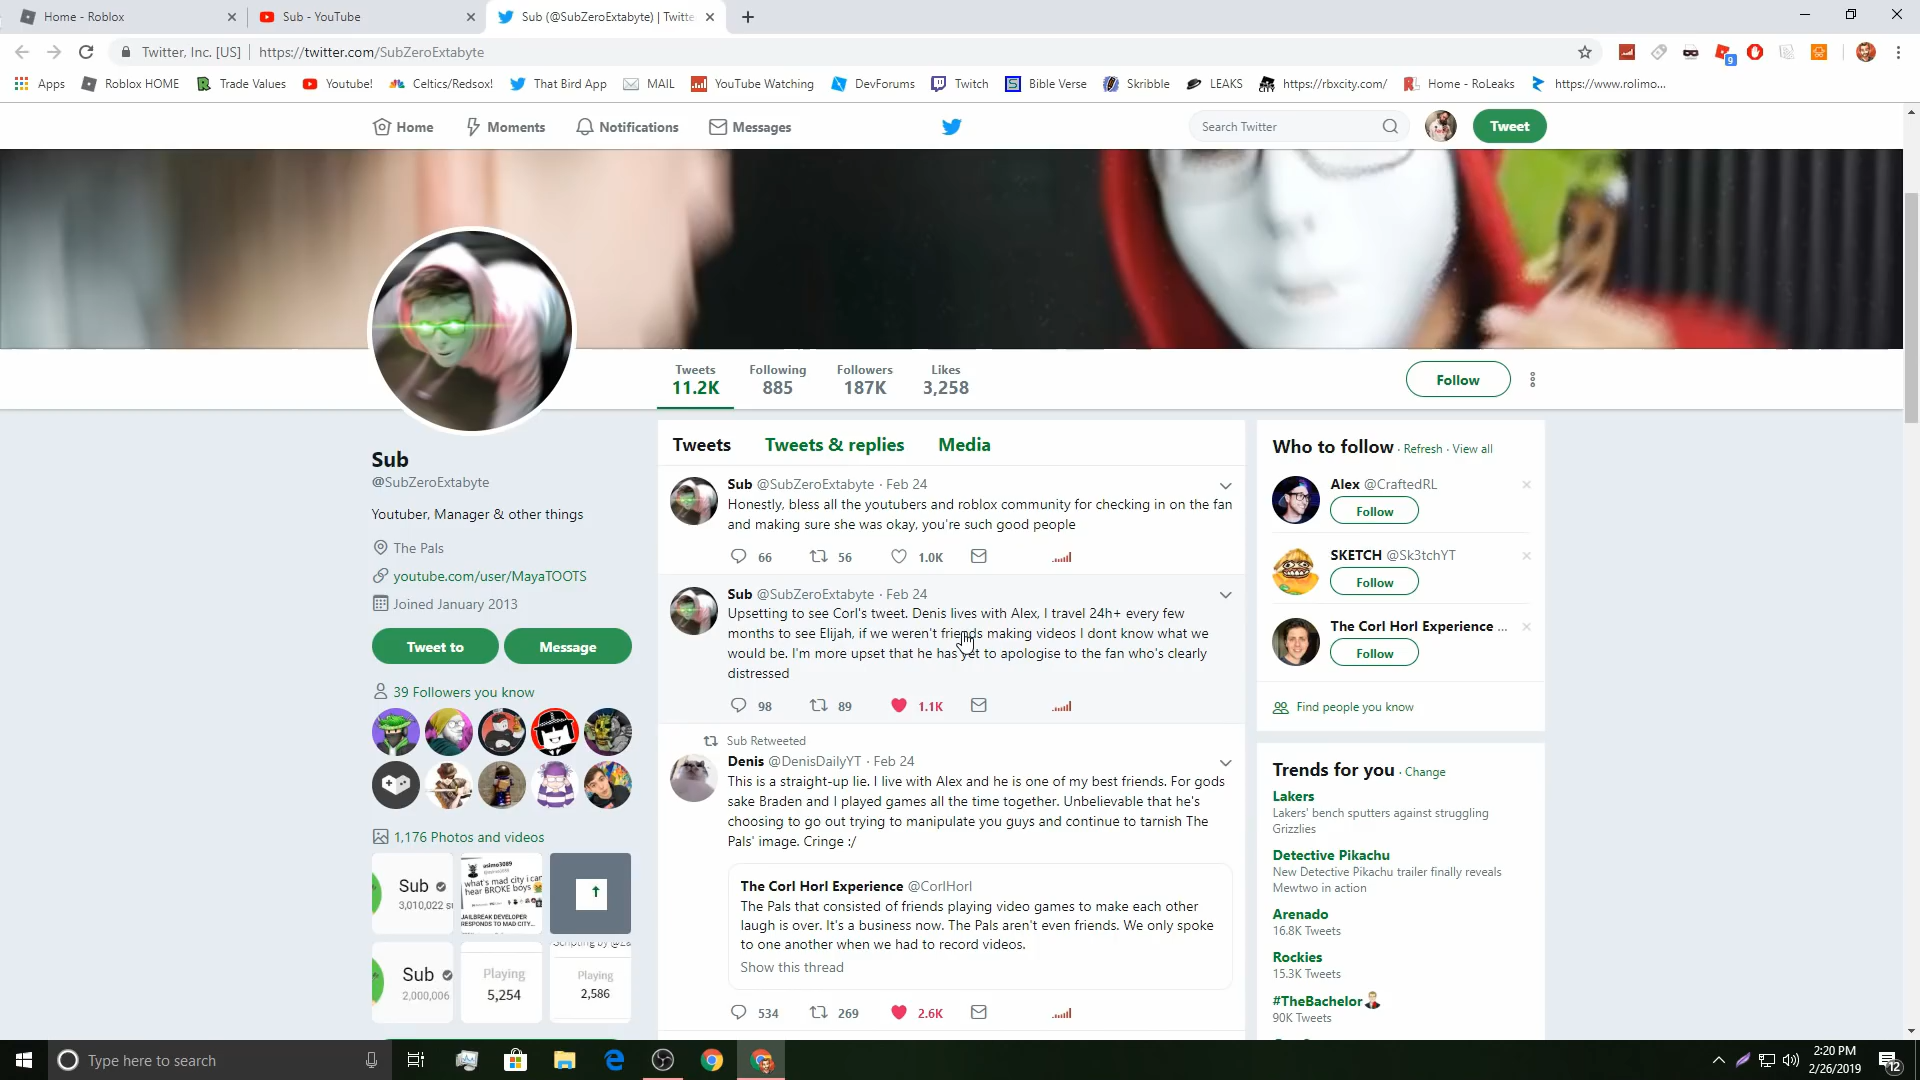 Home - Roblox
Sub - YouTube
Sub (@SubZeroExtabyte) | Twitte
Twitter, Inc. [US] | https://twitter.com/SubZeroExtabyte
Apps
Roblox HOME
Trade Values
Youtube!
Celtics/Redsox!
That Bird App
MAIL
YouTube Watching
DevForums
Twitch
Bible Verse
Skribble
LEAKS
https://rbxcity.com/
Home - RoLeaks
https://www.rolimo...
9
Home
Moments
Notifications
Messages
Search Twitter
Tweet
Tweets
11.2K
Following
885
Followers
187K
Likes
3,258
Follow
Sub
@SubZeroExtabyte
Youtuber, Manager & other things
The Pals
youtube.com/user/MayaTOOTS
Joined January 2013
Tweet to
Message
39 Followers you know
1,176 Photos and videos
Sub
3,010,022 su
asimo3089
what's mad city i can
hear BROKE boys
JAILBREAK DEVELOPER
RESPONDS TO MAD CITY...
Sub
2,000,006
Playing
5,254
Playing
2,586
Tweets
Tweets & replies
Media
Sub @SubZeroExtabyte · Feb 24
Honestly, bless all the youtubers and roblox community for checking in on the fan
and making sure she was okay, you're such good people
66
56
1.0K
Sub @SubZeroExtabyte · Feb 24
Upsetting to see Corl's tweet. Denis lives with Alex, I travel 24h+ every few
months to see Elijah, if we weren't friends making videos I dont know what we
would be. I'm more upset that he has yet to apologise to the fan who's clearly
distressed
98
89
1.1K
Sub Retweeted
Denis @DenisDailyYT · Feb 24
This is a straight-up lie. I live with Alex and he is one of my best friends. For gods
sake Braden and I played games all the time together. Unbelievable that he's
choosing to go out trying to manipulate you guys and continue to tarnish The
Pals' image. Cringe :/
The Corl Horl Experience @CorlHorl
The Pals that consisted of friends playing video games to make each other
laugh is over. It's a business now. The Pals aren't even friends. We only spoke
to one another when we had to record videos.
Show this thread
534
269
2.6K
Who to follow · Refresh · View all
Alex @CraftedRL
Follow
SKETCH @Sk3tchYT
Follow
The Corl Horl Experience ...
Follow
Find people you know
Trends for you · Change
Lakers
Lakers' bench sputters against struggling
Grizzlies
Detective Pikachu
New Detective Pikachu trailer finally reveals
Mewtwo in action
Arenado
16.8K Tweets
Rockies
15.3K Tweets
#TheBachelor
90K Tweets
Type here to search
2:20 PM
2/26/2019
12